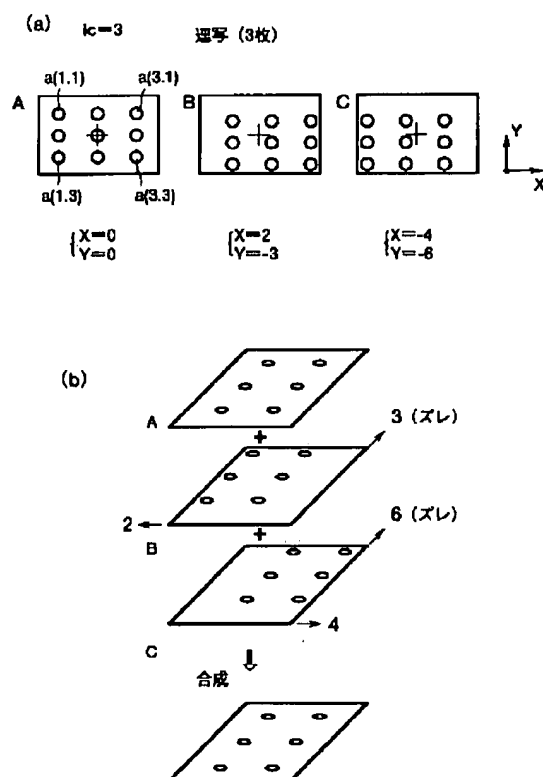 (a) Ic=3 連写 (3枚)
a(1.1) a(3.1)
A B C
Y
X
a(1.3) a(3.3)
{X=0 {X=2 {X=-4
Y=0 Y=-3 Y=-6
(b)
A
+
3 (ズレ)
2
+
B
6 (ズレ)
4
C
合成